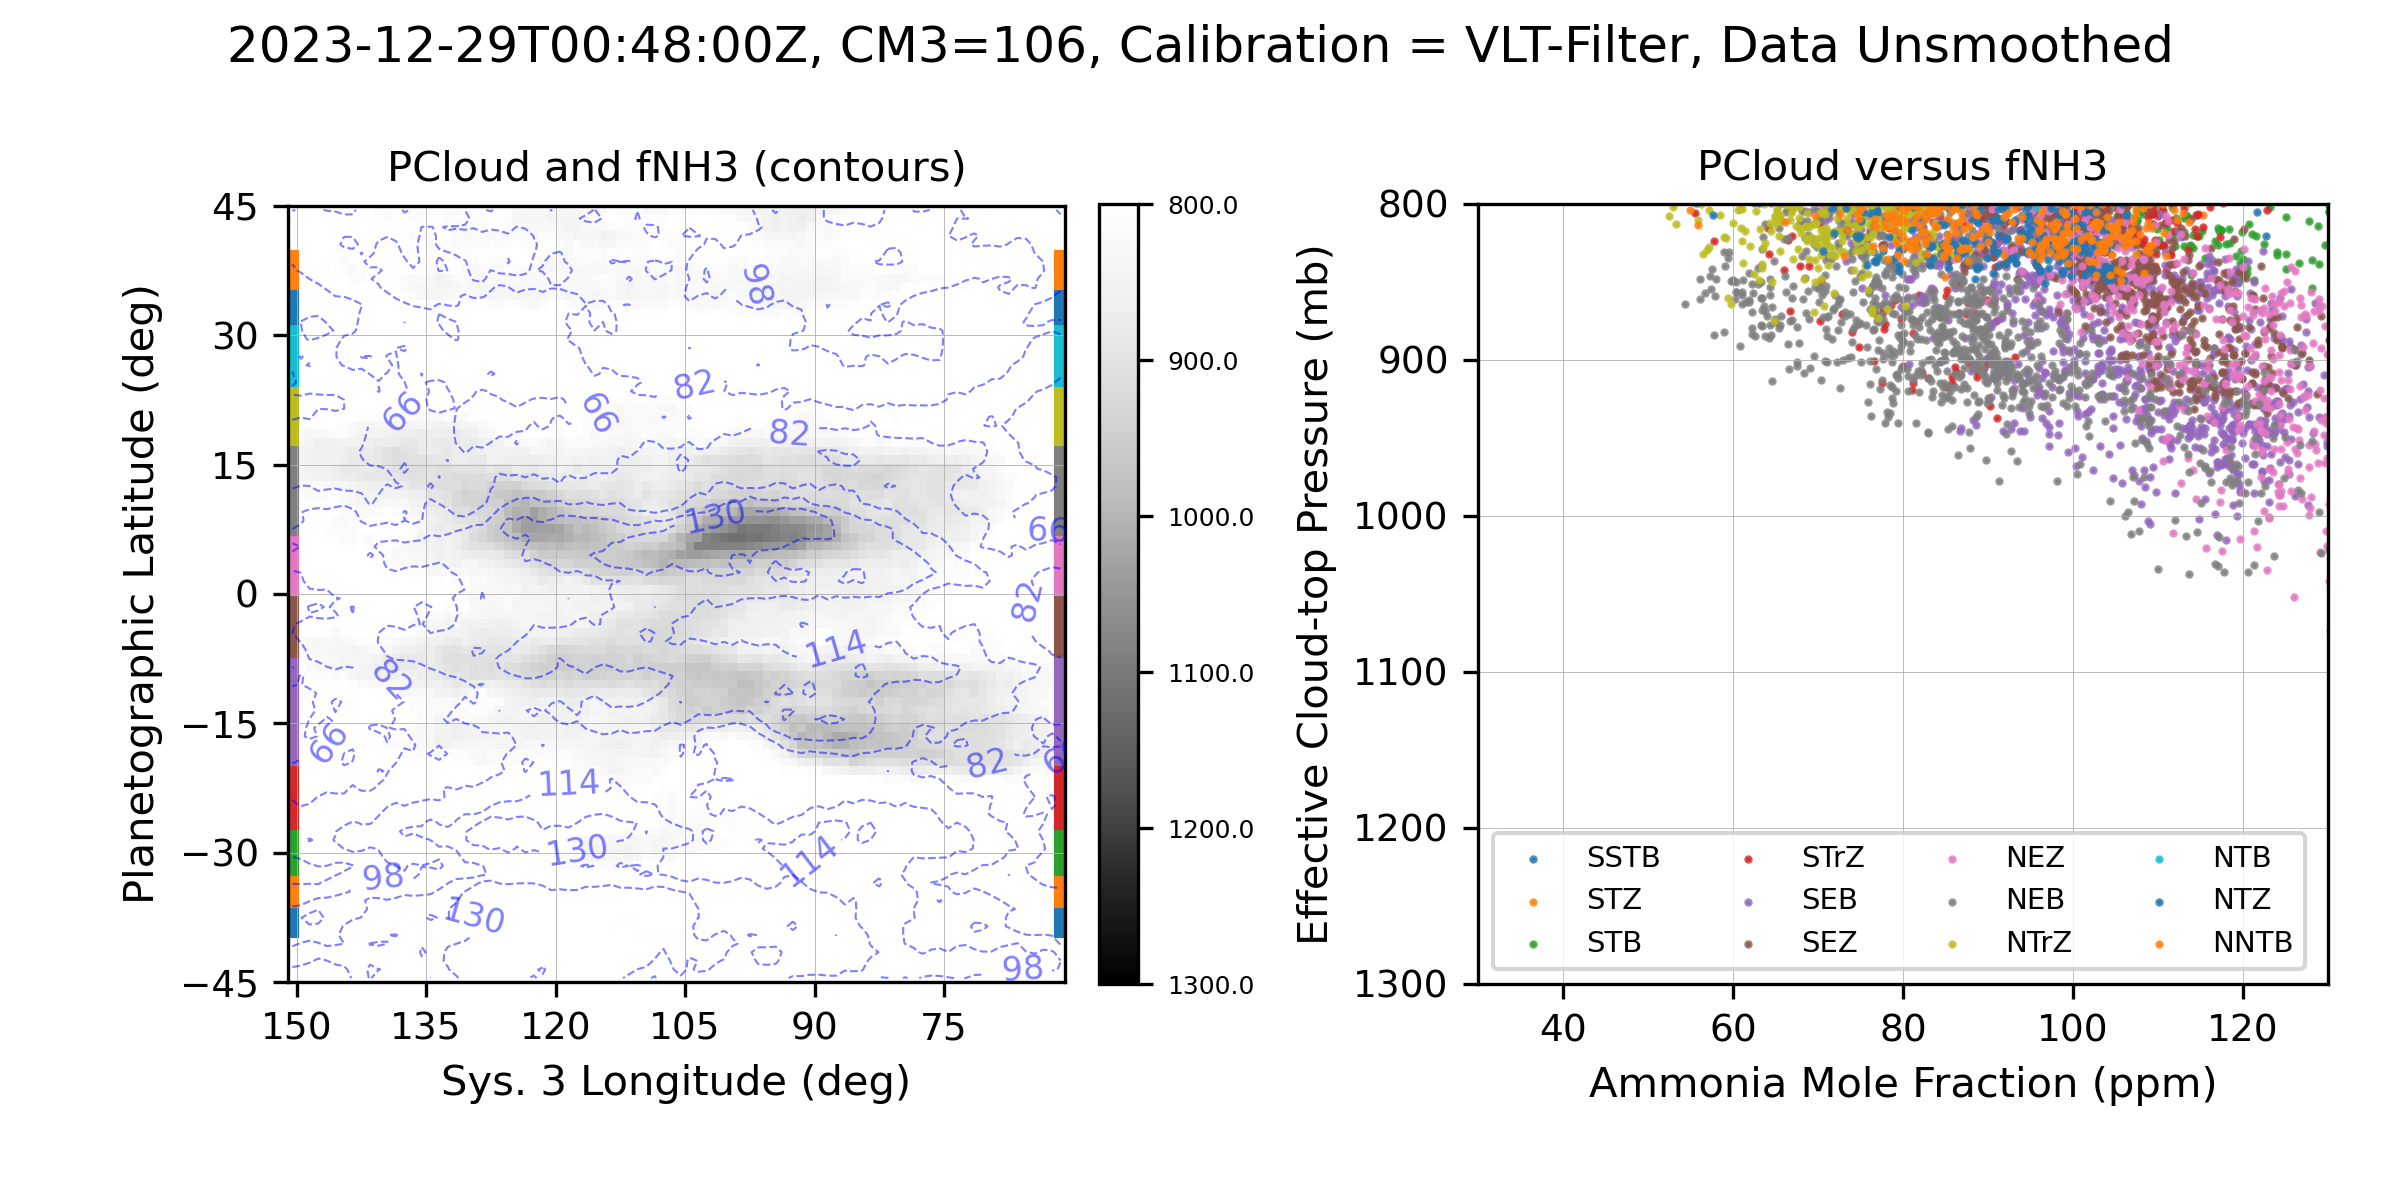 2023-12-29T00:48:00Z, CM3=106, Calibration = VLT-Filter, Data Unsmoothed
PCloud and fNH3 (contours)
Planetographic Latitude (deg)
45
30
15
0
−15
−30
−45
98
82
66
66
82
130
66
82
114
82
66
82
114
130
114
98
130
98
150
135
120
105
90
75
Sys. 3 Longitude (deg)
800.0
900.0
1000.0
1100.0
1200.0
1300.0
PCloud versus fNH3
Effective Cloud-top Pressure (mb)
800
900
1000
1100
1200
1300
SSTB
STZ
STB
STrZ
SEB
SEZ
NEZ
NEB
NTrZ
NTB
NTZ
NNTB
40
60
80
100
120
Ammonia Mole Fraction (ppm)